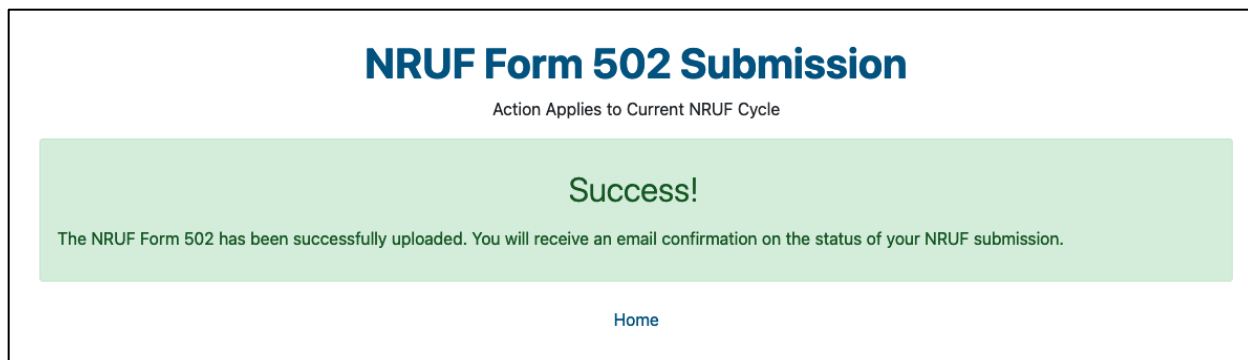 NRUF Form 502 Submission
Action Applies to Current NRUF Cycle
Success!
The NRUF Form 502 has been successfully uploaded. You will receive an email confirmation on the status of your NRUF submission.
Home